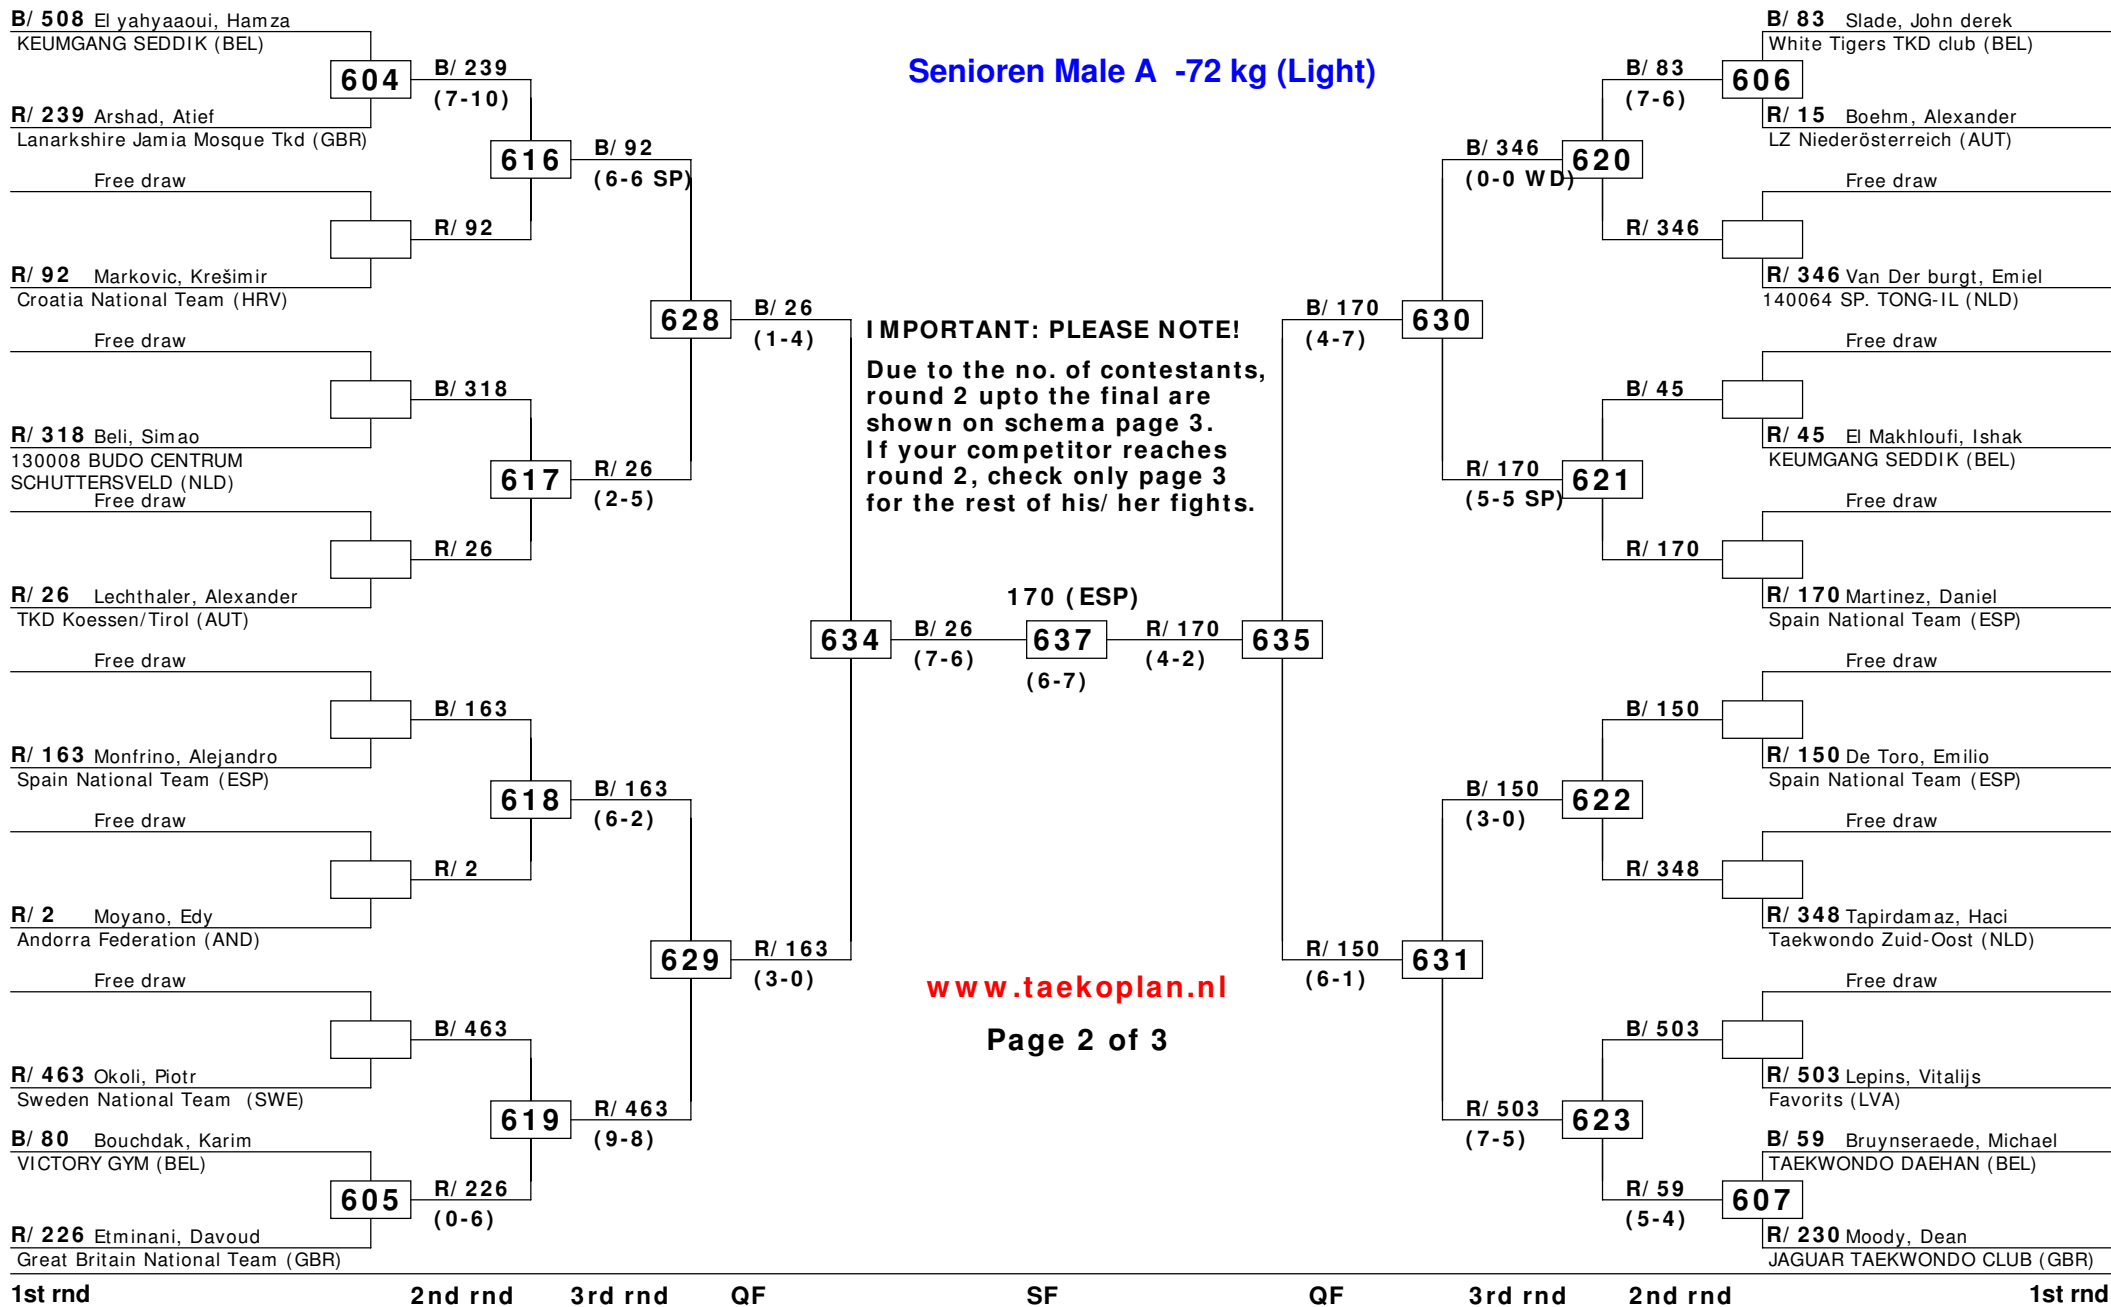 Senioren Male A -72 kg (Light)
B/ 508 El yahyaaoui, Hamza
KEUMGANG SEDDIK (BEL)
604
B/ 239
(7-10)
R/ 239 Arshad, Atief
Lanarkshire Jamia Mosque Tkd (GBR)
616
B/ 92
(6-6 SP)
Free draw
R/ 92
R/ 92 Markovic, Krešimir
Croatia National Team (HRV)
628
B/ 26
(1-4)
Free draw
B/ 318
R/ 318 Beli, Simao
130008 BUDO CENTRUM
SCHUTTERSVELD (NLD)
617
R/ 26
(2-5)
Free draw
R/ 26
R/ 26 Lechthaler, Alexander
TKD Koessen/Tirol (AUT)
634
B/ 26
(7-6)
Free draw
B/ 163
R/ 163 Monfrino, Alejandro
Spain National Team (ESP)
618
B/ 163
(6-2)
Free draw
R/ 2
R/ 2 Moyano, Edy
Andorra Federation (AND)
629
R/ 163
(3-0)
Free draw
B/ 463
R/ 463 Okoli, Piotr
Sweden National Team (SWE)
619
R/ 463
(9-8)
B/ 80 Bouchdak, Karim
VICTORY GYM (BEL)
605
R/ 226
(0-6)
R/ 226 Etminani, Davoud
Great Britain National Team (GBR)
IMPORTANT: PLEASE NOTE!
Due to the no. of contestants,
round 2 upto the final are
shown on schema page 3.
If your competitor reaches
round 2, check only page 3
for the rest of his/ her fights.
170 (ESP)
637
(6-7)
www.taekoplan.nl
Page 2 of 3
B/ 83 Slade, John derek
White Tigers TKD club (BEL)
B/ 83
(7-6)
606
R/ 15 Boehm, Alexander
LZ Niederösterreich (AUT)
B/ 346
(0-0 WD)
620
Free draw
R/ 346
R/ 346 Van Der burgt, Emiel
140064 SP. TONG-IL (NLD)
B/ 170
(4-7)
630
Free draw
B/ 45
R/ 45 El Makhloufi, Ishak
KEUMGANG SEDDIK (BEL)
R/ 170
(5-5 SP)
621
Free draw
R/ 170
R/ 170 Martinez, Daniel
Spain National Team (ESP)
R/ 170
(4-2)
635
Free draw
B/ 150
R/ 150 De Toro, Emilio
Spain National Team (ESP)
B/ 150
(3-0)
622
Free draw
R/ 348
R/ 348 Tapirdamaz, Haci
Taekwondo Zuid-Oost (NLD)
R/ 150
(6-1)
631
Free draw
B/ 503
R/ 503 Lepins, Vitalijs
Favorits (LVA)
R/ 503
(7-5)
623
B/ 59 Bruynseraede, Michael
TAEKWONDO DAEHAN (BEL)
R/ 59
(5-4)
607
R/ 230 Moody, Dean
JAGUAR TAEKWONDO CLUB (GBR)
1st rnd 2nd rnd 3rd rnd QF SF QF 3rd rnd 2nd rnd 1st rnd